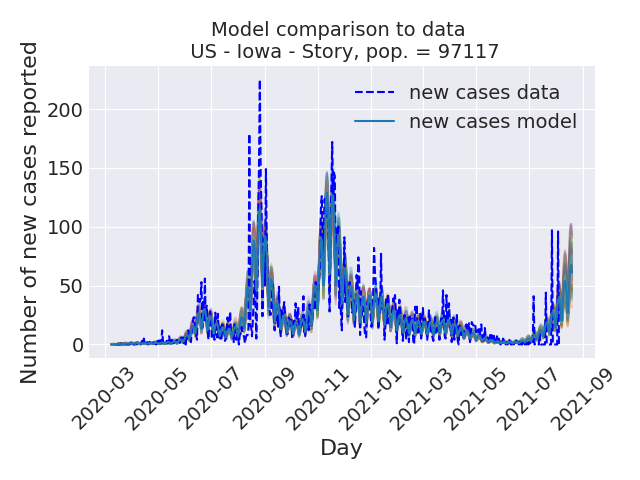 Model comparison to data
US - Iowa - Story, pop. = 97117
Number of new cases reported
200
150
100
50
0
new cases data
new cases model
2020-03
2020-05
2020-07
2020-09
2020-11
2021-01
2021-03
2021-05
2021-07
2021-09
Day